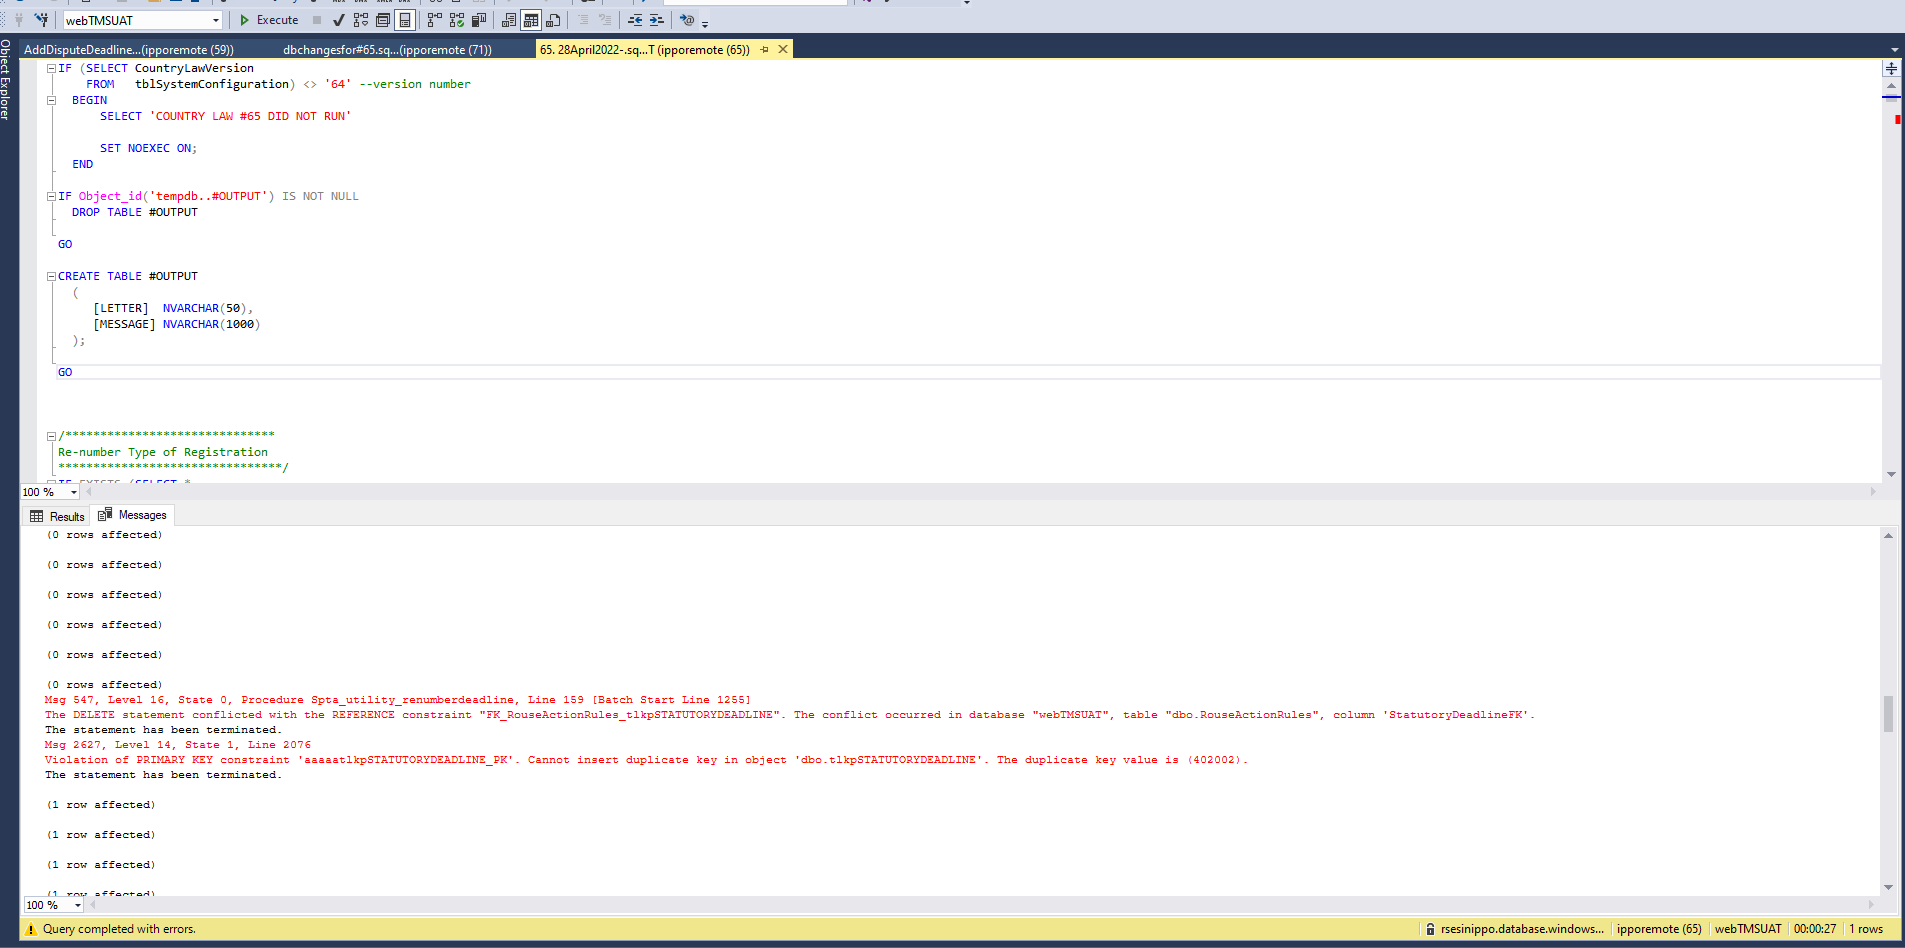 webTMSUAT
Execute
AddDisputeDeadline...(ipporemote (59))
dbchangesfor#65.sq...(ipporemote (71))
65. 28April2022-.sq...T (ipporemote (65))
Object Explorer
IF (SELECT CountryLawVersion
FROM tblSystemConfiguration) <> '64' --version number
BEGIN
SELECT 'COUNTRY LAW #65 DID NOT RUN'
SET NOEXEC ON;
END
IF Object_id('tempdb..#OUTPUT') IS NOT NULL
DROP TABLE #OUTPUT
GO
CREATE TABLE #OUTPUT
(
[LETTER] NVARCHAR(50),
[MESSAGE] NVARCHAR(1000)
);
GO
/******************************
Re-number Type of Registration
********************************/
IF EXISTS (SELECT *
100 %
Results
Messages
(0 rows affected)
(0 rows affected)
(0 rows affected)
(0 rows affected)
(0 rows affected)
(0 rows affected)
Msg 547, Level 16, State 0, Procedure Spta_utility_renumberdeadline, Line 159 [Batch Start Line 1255]
The DELETE statement conflicted with the REFERENCE constraint "FK_RouseActionRules_tlkpSTATUTORYDEADLINE". The conflict occurred in database "webTMSUAT", table "dbo.RouseActionRules", column 'StatutoryDeadlineFK'.
The statement has been terminated.
Msg 2627, Level 14, State 1, Line 2076
Violation of PRIMARY KEY constraint 'aaaaatlkpSTATUTORYDEADLINE_PK'. Cannot insert duplicate key in object 'dbo.tlkpSTATUTORYDEADLINE'. The duplicate key value is (402002).
The statement has been terminated.
(1 row affected)
(1 row affected)
(1 row affected)
(1 row affected)
100 %
Query completed with errors.
rsesinippo.database.windows...
ipporemote (65)
webTMSUAT
00:00:27
1 rows